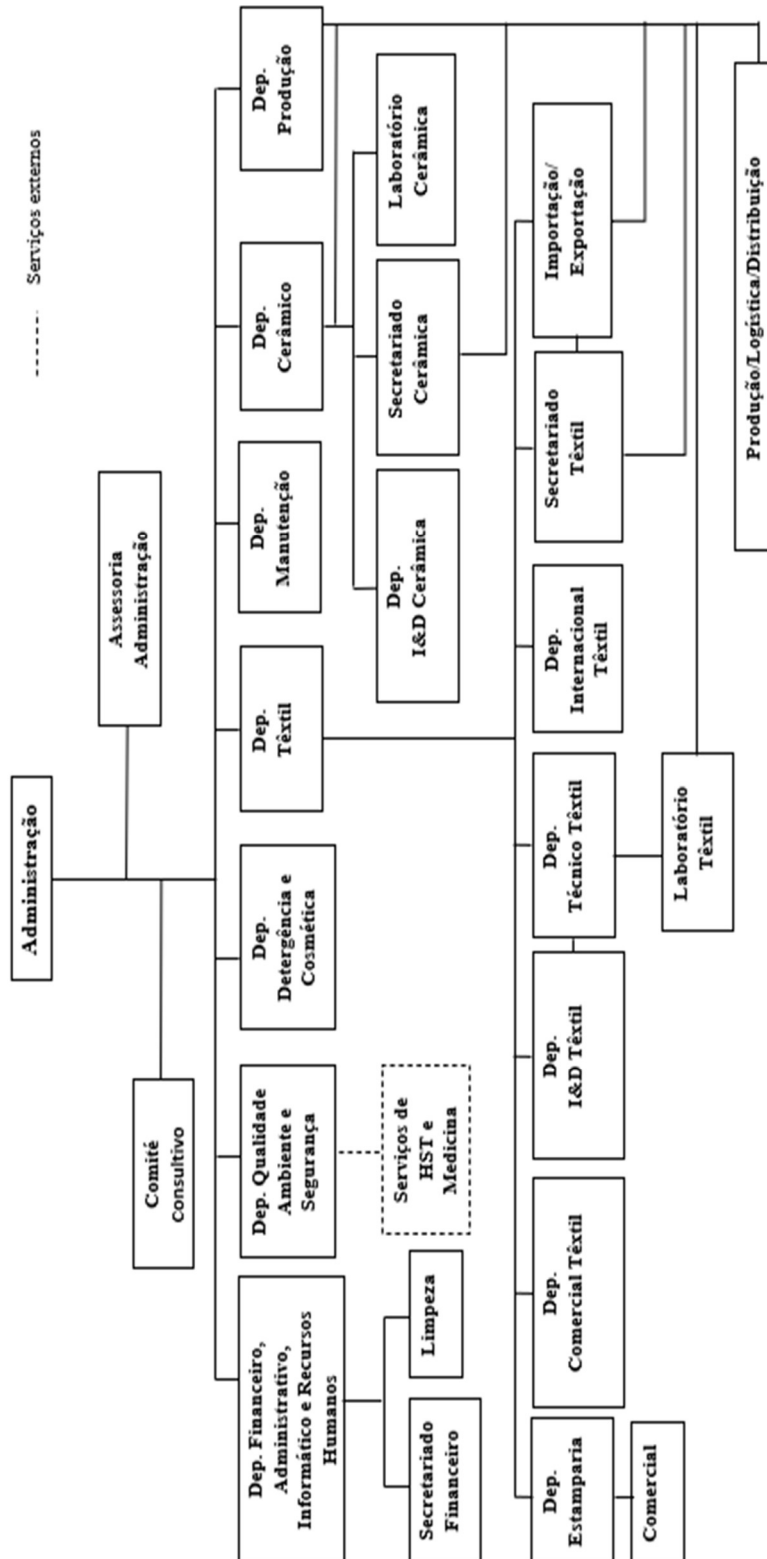 ------- Serviços externos
Administração
Assessoria
Administração
Comité
Consultivo
Dep. Financeiro,
Administrativo,
Informático e Recursos
Humanos
Dep. Qualidade
Ambiente e
Segurança
Dep.
Detergência e
Cosmética
Dep.
Têxtil
Dep.
Manutenção
Dep.
Cerâmico
Dep.
Produção
Secretariado
Financeiro
Limpeza
Serviços de
HST e
Medicina
Dep.
I&D Cerâmica
Secretariado
Cerâmica
Laboratório
Cerâmica
Dep.
Estamparia
Dep.
Comercial Têxtil
Dep.
I&D Têxtil
Dep.
Técnico Têxtil
Dep.
Internacional
Têxtil
Secretariado
Têxtil
Importação/
Exportação
Comercial
Laboratório
Têxtil
Produção/Logística/Distribuição